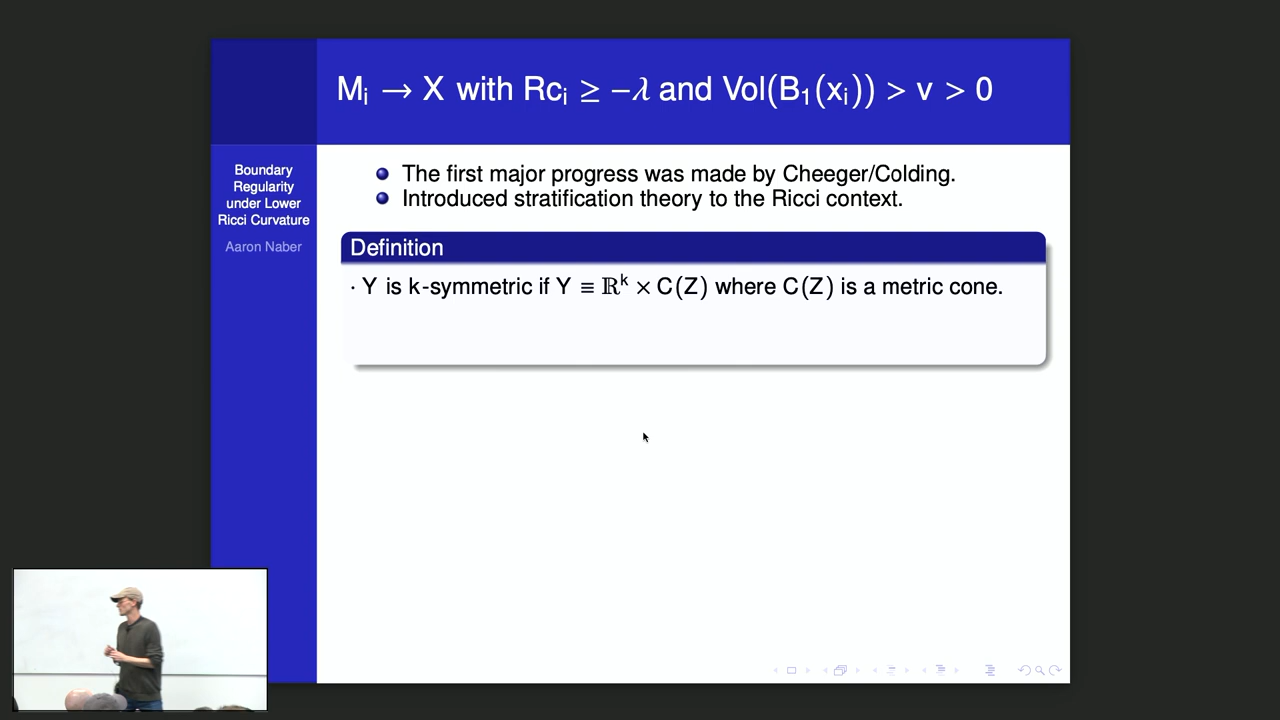 Mᵢ → X with Rcᵢ ≥ −λ and Vol(B₁(xᵢ)) > v > 0
Boundary
Regularity
under Lower
Ricci Curvature
Aaron Naber
The first major progress was made by Cheeger/Colding.
Introduced stratification theory to the Ricci context.
Definition
· Y is k-symmetric if Y ≡ ℝᵏ × C(Z) where C(Z) is a metric cone.